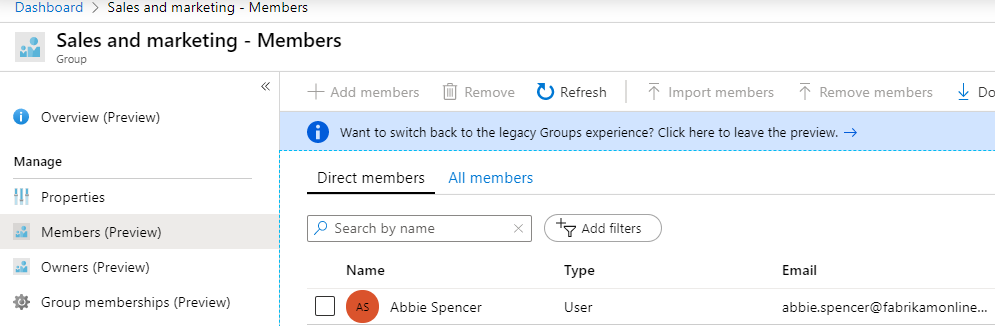 Dashboard > Sales and marketing - Members
Sales and marketing - Members
Group
«
Overview (Preview)
Manage
Properties
Members (Preview)
Owners (Preview)
Group memberships (Preview)
Add members Remove Refresh Import members Remove members Do
Want to switch back to the legacy Groups experience? Click here to leave the preview. →
Direct members All members
Search by name Add filters
Name Type Email
AS Abbie Spencer User abbie.spencer@fabrikamonline...